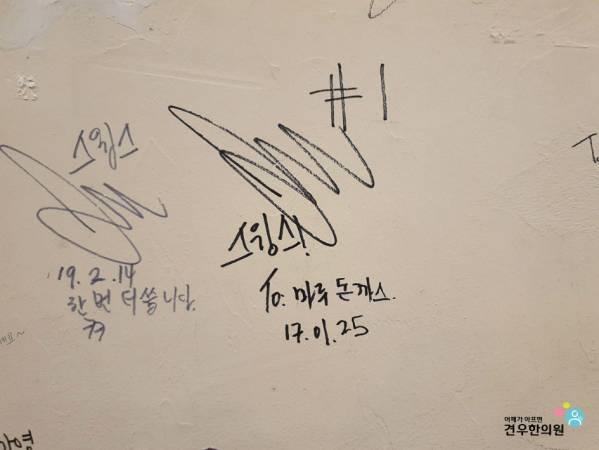 #1
스윙스
스윙스!
19.2.14
한 번 더 씁니다.
ㅋㅋ
To. 마루 돈까스.
17.01.25
어깨가 아프면
견우한의원